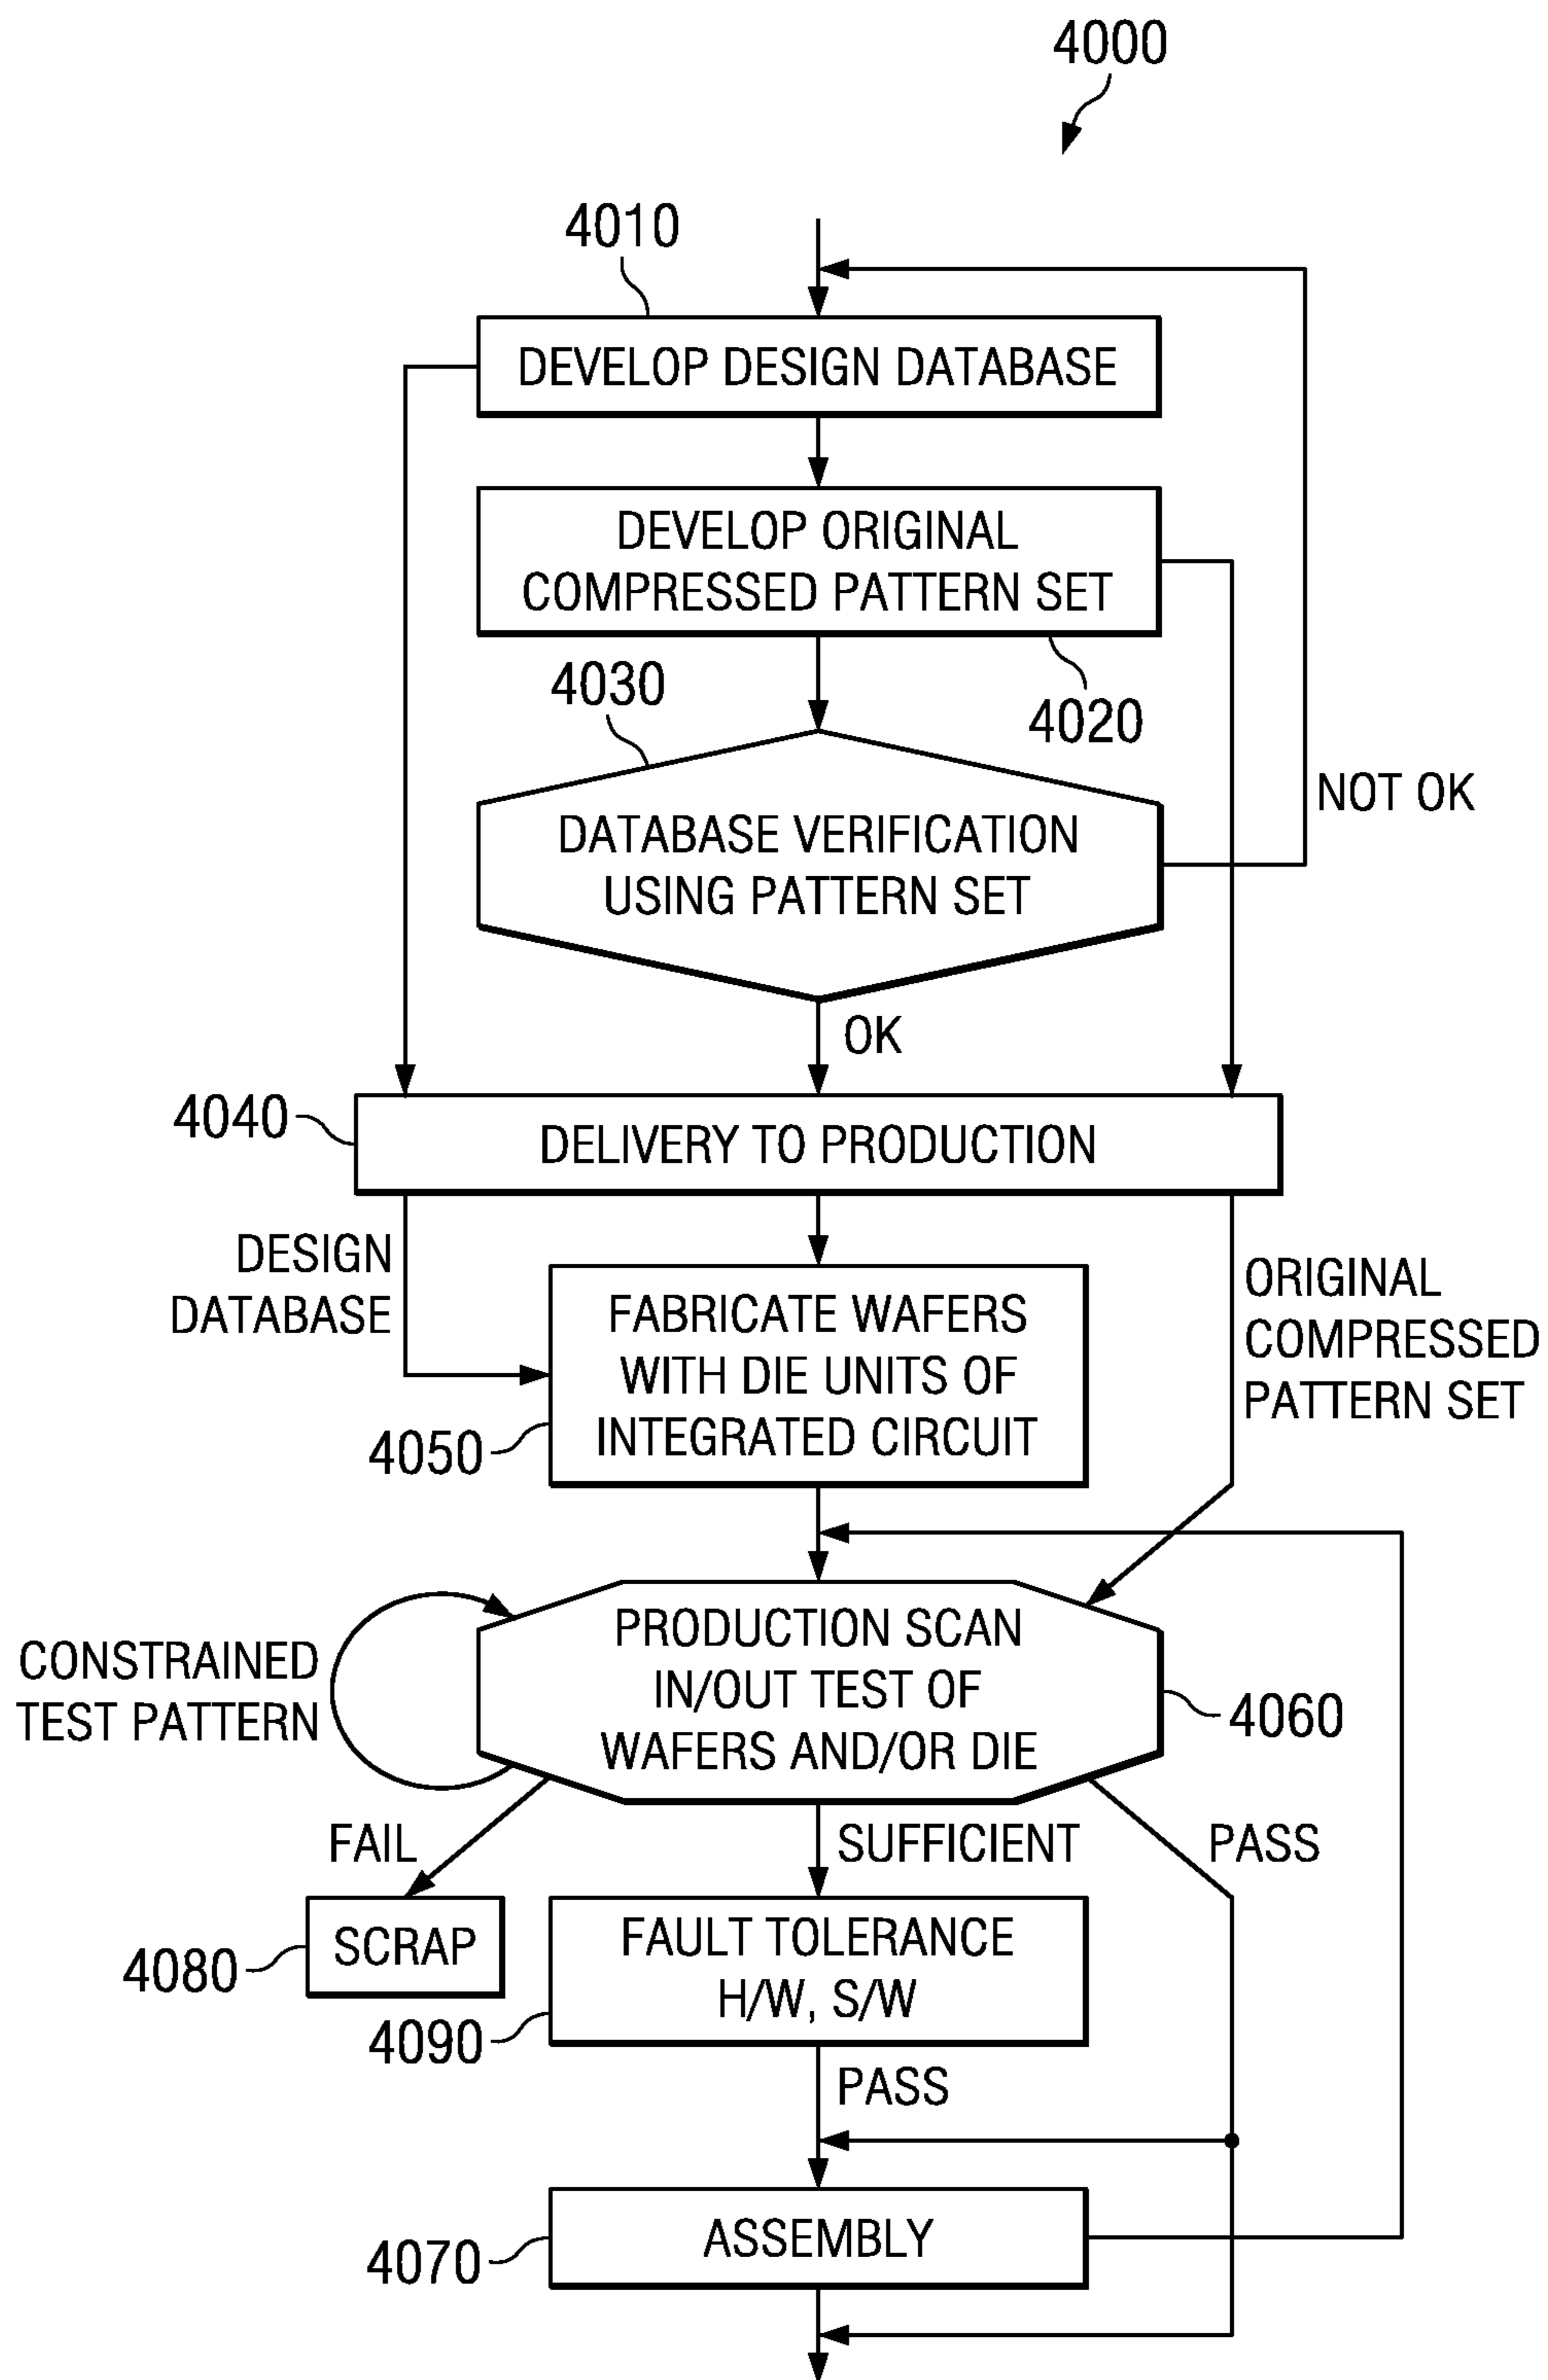 4000
4010
DEVELOP DESIGN DATABASE
DEVELOP ORIGINAL
COMPRESSED PATTERN SET
4030
4020
NOT OK
DATABASE VERIFICATION
USING PATTERN SET
OK
4040
DELIVERY TO PRODUCTION
DESIGN
DATABASE
FABRICATE WAFERS
WITH DIE UNITS OF
INTEGRATED CIRCUIT
4050
ORIGINAL
COMPRESSED
PATTERN SET
CONSTRAINED
TEST PATTERN
PRODUCTION SCAN
IN/OUT TEST OF
WAFERS AND/OR DIE
4060
FAIL
SUFFICIENT
PASS
SCRAP
4080
FAULT TOLERANCE
H/W, S/W
4090
PASS
ASSEMBLY
4070